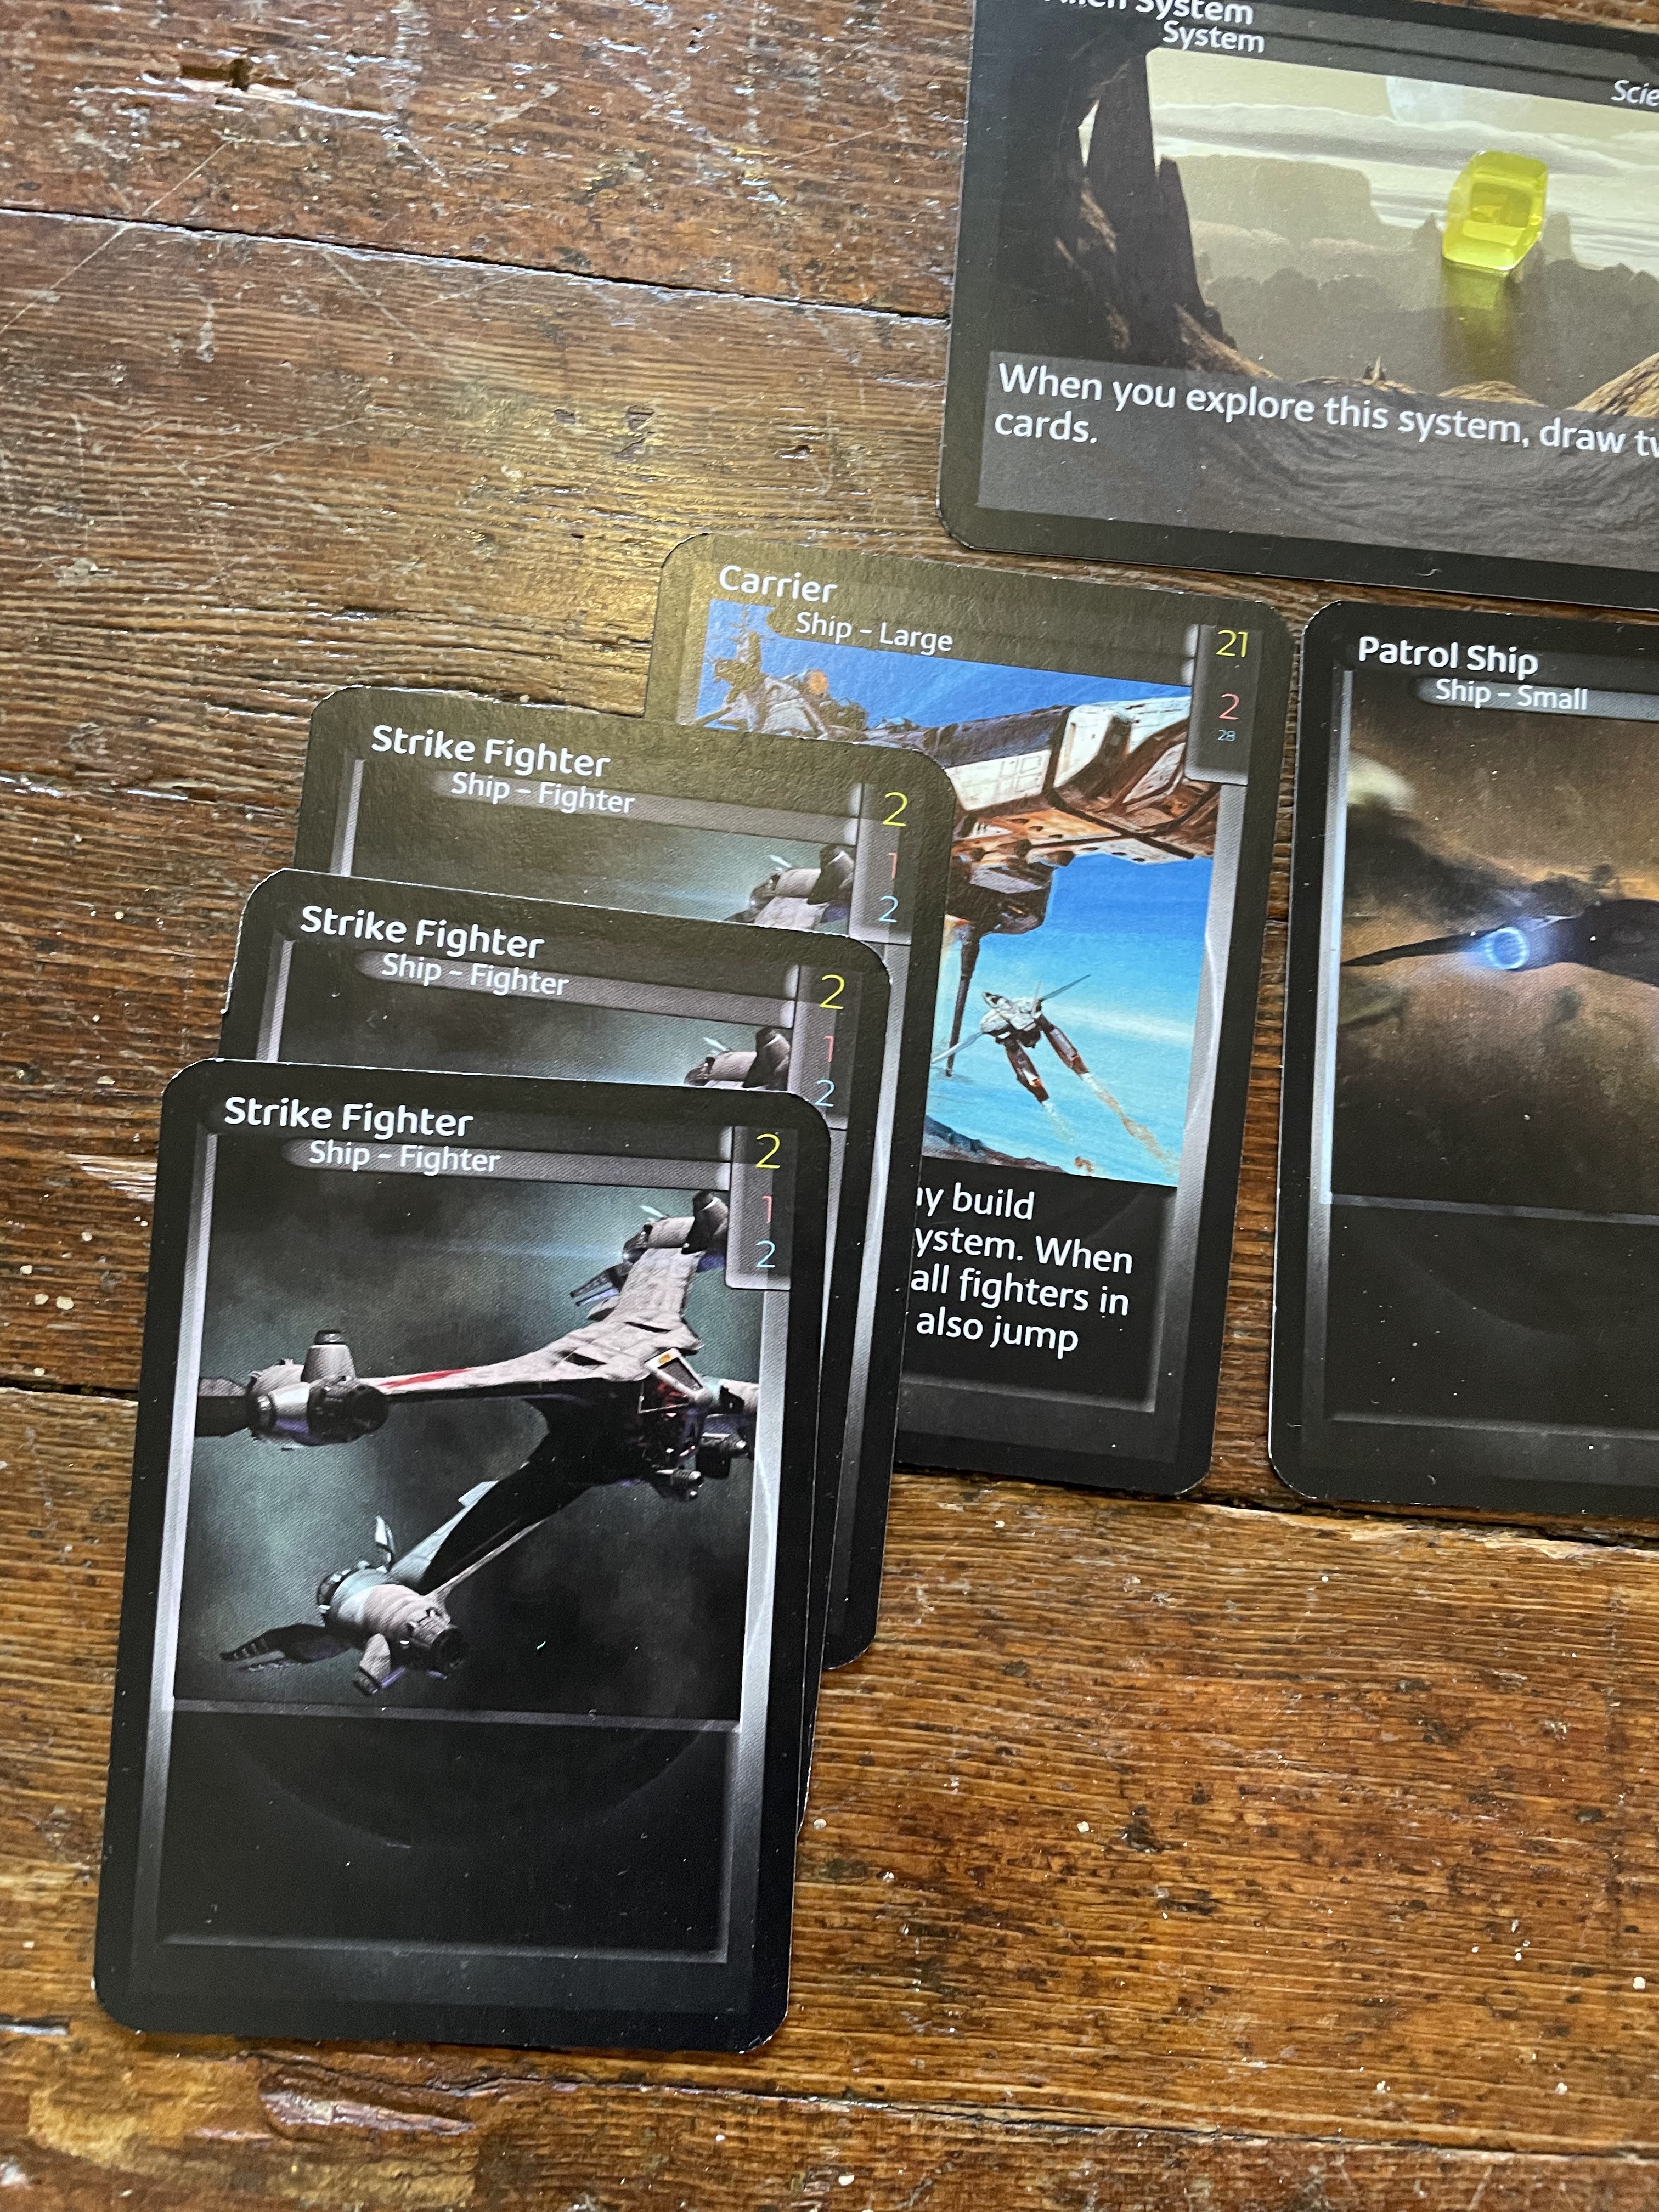 System
System
When you explore this system, draw
cards.
Carrier
Ship – Large
21
2
28
ay build
ystem. When
all fighters in
also jump
Patrol Ship
Ship – Small
Strike Fighter
Ship – Fighter
2
1
2
Strike Fighter
Ship – Fighter
2
1
2
Strike Fighter
Ship – Fighter
2
1
2